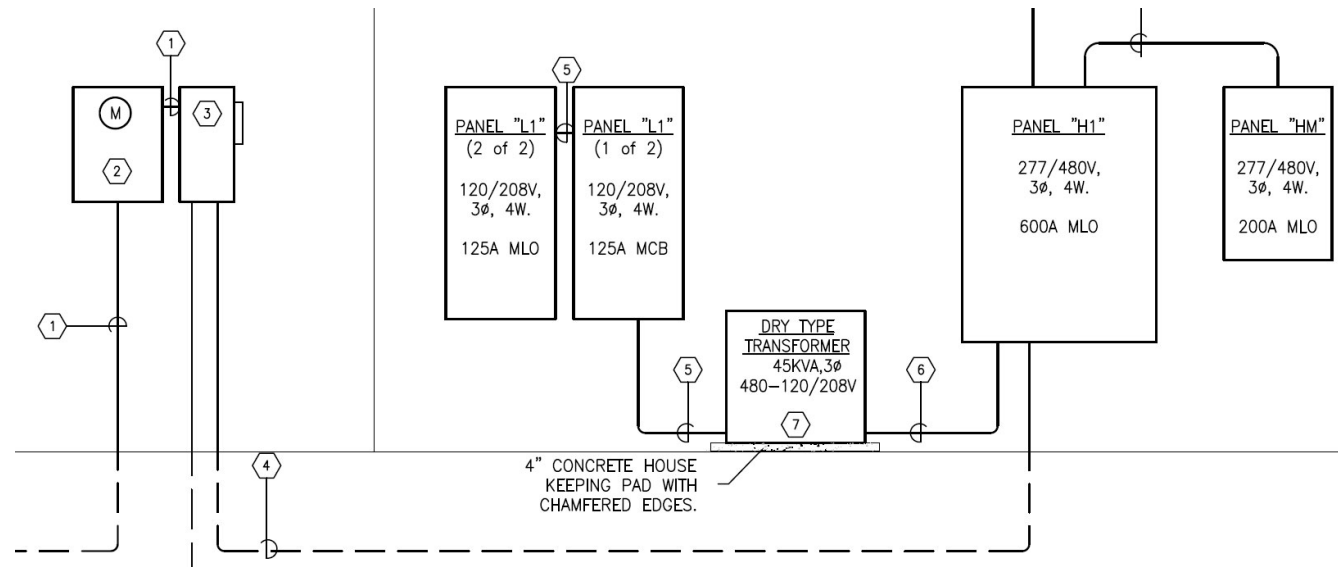 1
5
M
2
3
PANEL "L1"
(2 of 2)
120/208V,
3ø, 4W.
125A MLO
PANEL "L1"
(1 of 2)
120/208V,
3ø, 4W.
125A MCB
PANEL "H1"
277/480V,
3ø, 4W.
600A MLO
PANEL "HM"
277/480V,
3ø, 4W.
200A MLO
1
5
DRY TYPE
TRANSFORMER
45KVA,3ø
480-120/208V
7
6
4
4" CONCRETE HOUSE
KEEPING PAD WITH
CHAMFERED EDGES.